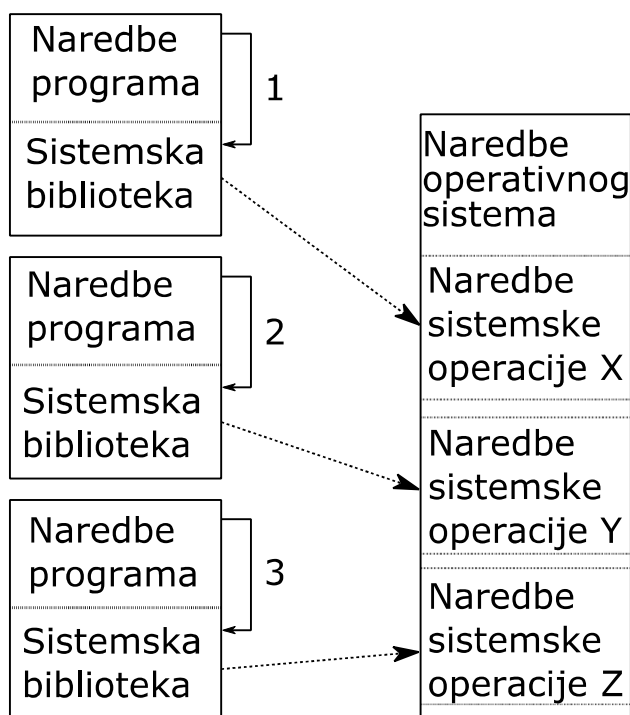 Naredbe
programa
1
Sistemska
biblioteka
Naredbe
programa
2
Sistemska
biblioteka
Naredbe
programa
3
Sistemska
biblioteka
Naredbe
operativnog
sistema
Naredbe
sistemske
operacije X
Naredbe
sistemske
operacije Y
Naredbe
sistemske
operacije Z